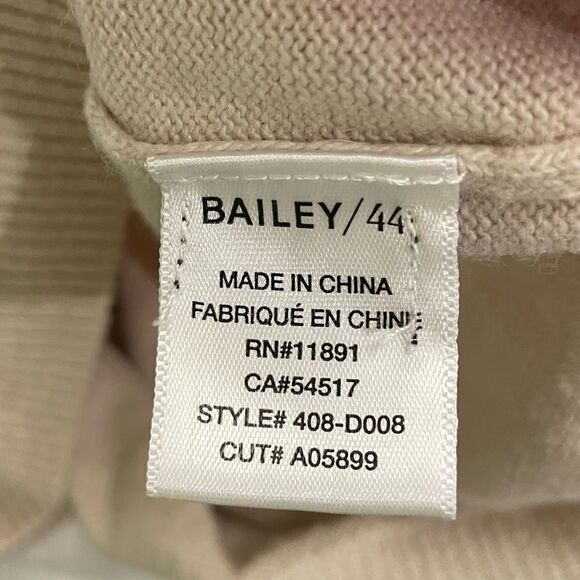 BAILEY/44
MADE IN CHINA
FABRIQUÉ EN CHINE
RN#11891
CA#54517
STYLE# 408-D008
CUT# A05899